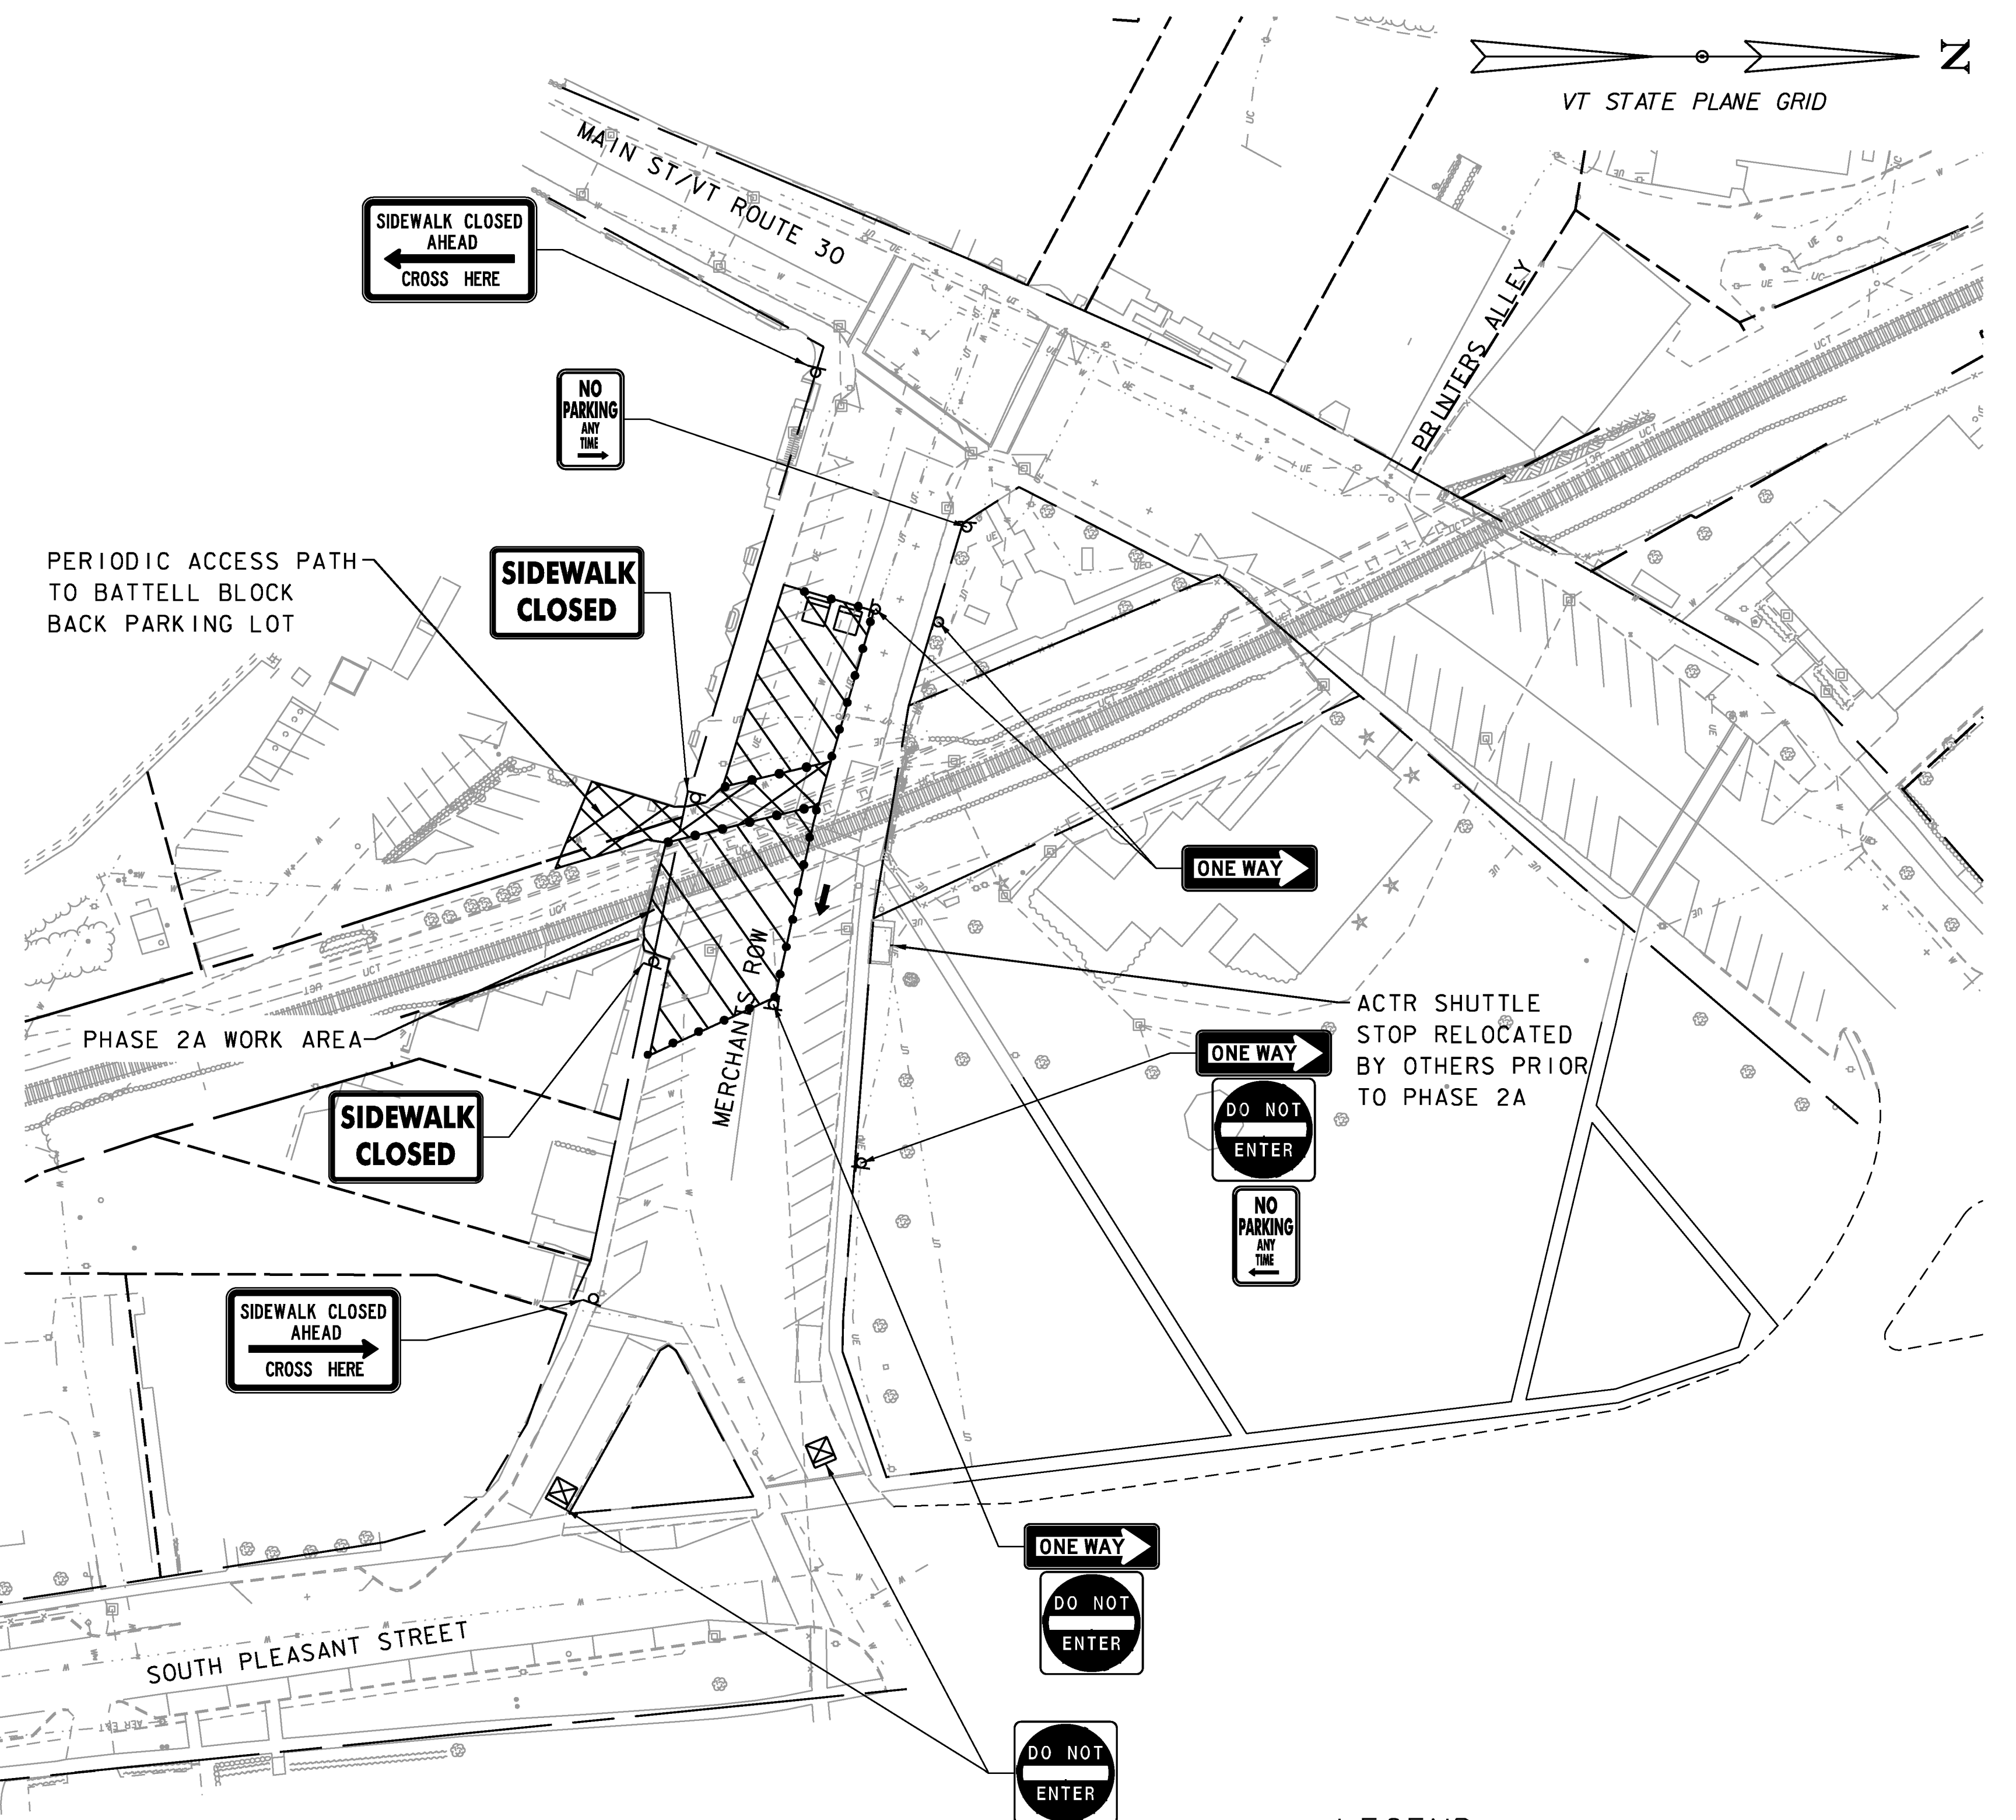 N
VT STATE PLANE GRID
MAIN ST/VT ROUTE 30
SIDEWALK CLOSED
AHEAD
CROSS HERE
PRINTERS ALLEY
NO
PARKING
ANY
TIME
PERIODIC ACCESS PATH
TO BATTELL BLOCK
BACK PARKING LOT
SIDEWALK
CLOSED
ONE WAY
MERCHANTS ROW
PHASE 2A WORK AREA
ACTR SHUTTLE
STOP RELOCATED
BY OTHERS PRIOR
TO PHASE 2A
ONE WAY
DO NOT
ENTER
NO
PARKING
ANY
TIME
SIDEWALK
CLOSED
SIDEWALK CLOSED
AHEAD
CROSS HERE
ONE WAY
DO NOT
ENTER
SOUTH PLEASANT STREET
DO NOT
ENTER